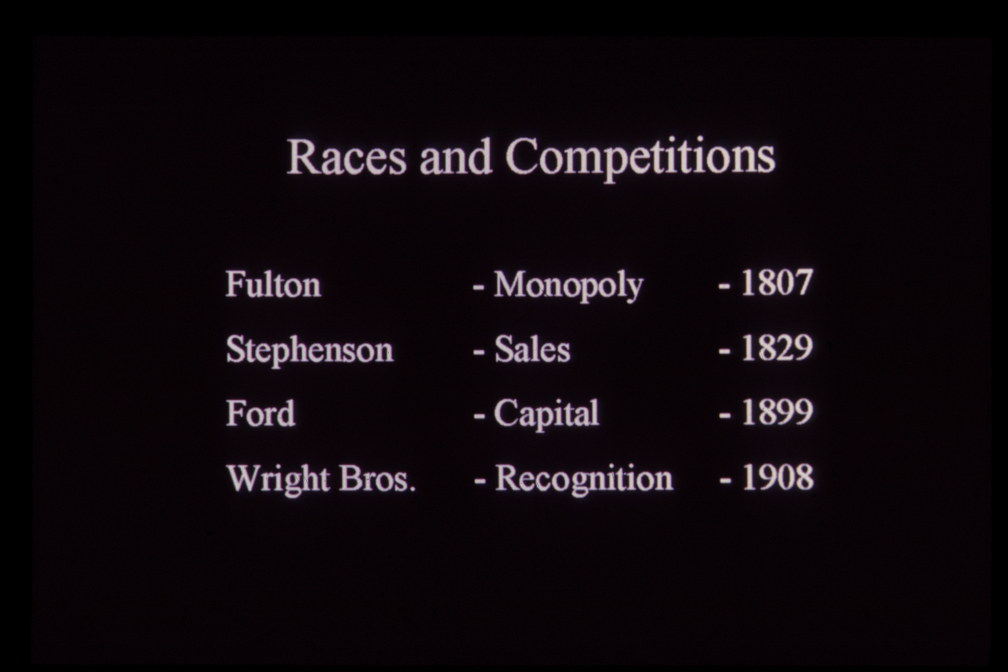 Races and Competitions
Fulton - Monopoly - 1807
Stephenson - Sales - 1829
Ford - Capital - 1899
Wright Bros. - Recognition - 1908